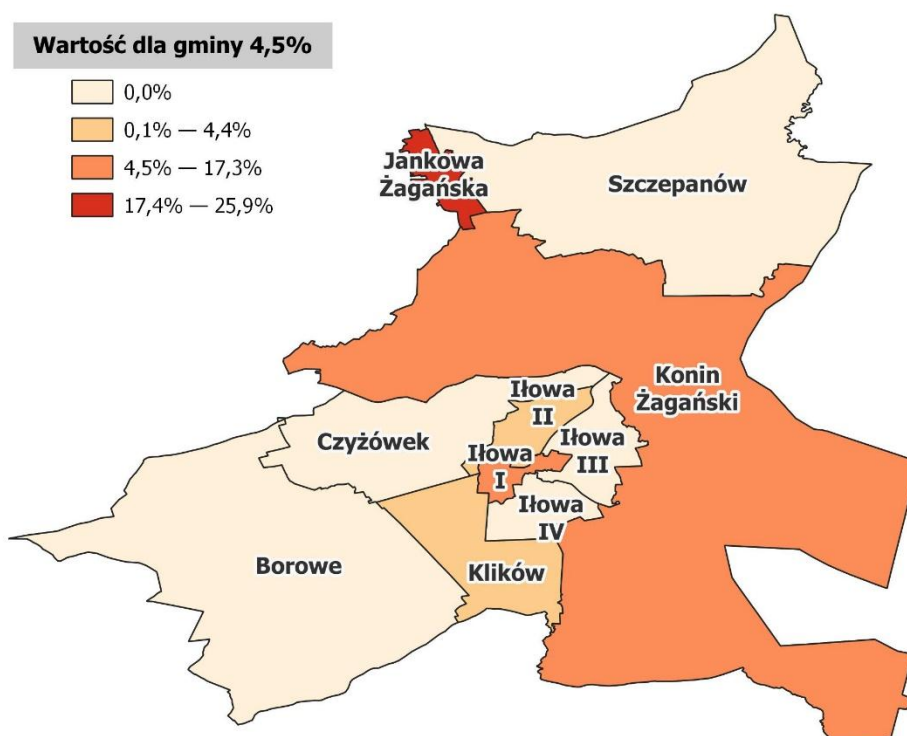 Wartość dla gminy 4,5%
0,0%
0,1% — 4,4%
4,5% — 17,3%
17,4% — 25,9%
Jankowa
Żagańska
Szczepanów
Konin
Żagański
Iłowa
II
Czyżówek
Iłowa
III
Iłowa
I
Iłowa
IV
Borowe
Klików